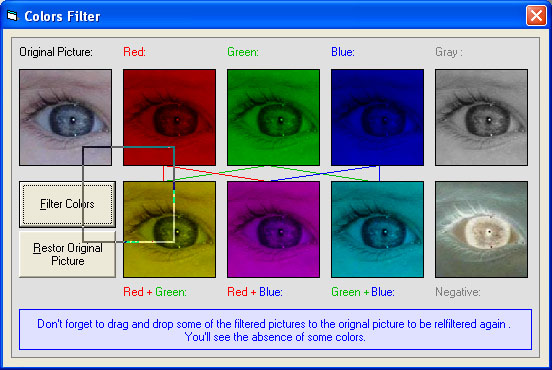 Colors Filter
Original Picture:
Red:
Green:
Blue:
Gray :
Filter Colors
Restor Original
Picture
Red + Green:
Red + Blue:
Green + Blue:
Negative:
Don't forget to drag and drop some of the filtered pictures to the orignal picture to be relfiltered again .
You'll see the absence of some colors.